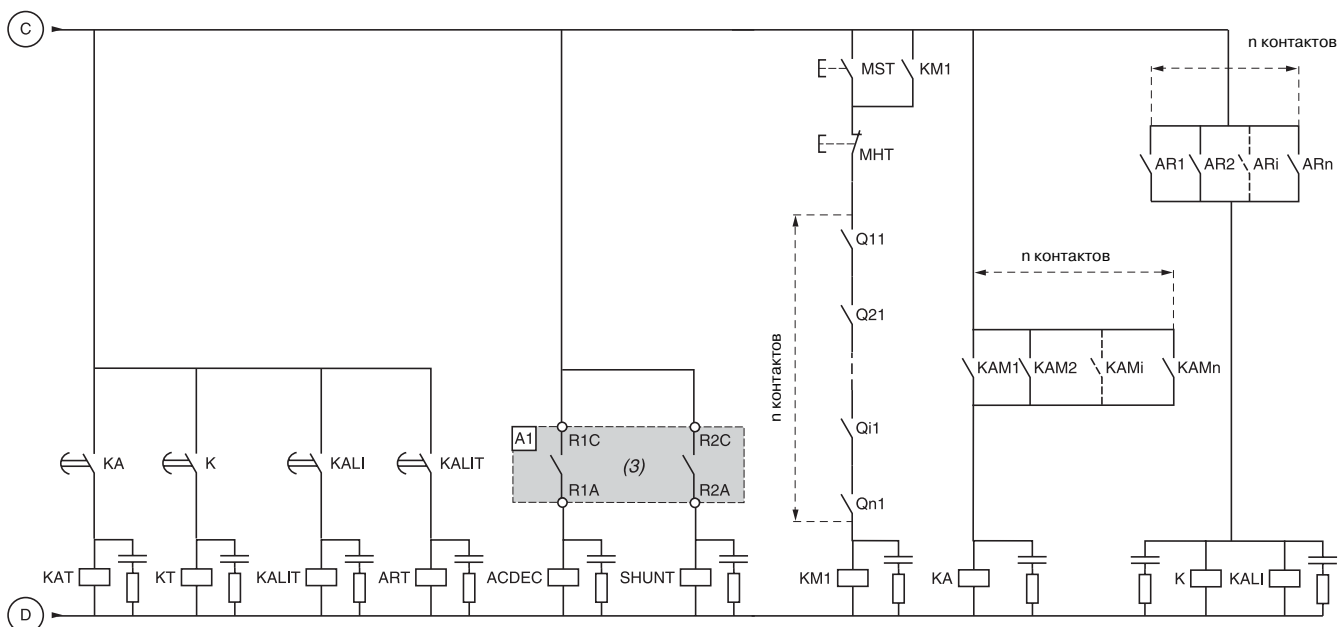 C
n контактов
MST
KM1
MHT
AR1
AR2
ARi
ARn
Q11
n контактов
Q21
n контактов
KAM1
KAM2
KAMi
KAMn
A1
R1C
R2C
Qi1
KA
K
KALI
KALIT
(3)
R1A
R2A
Qn1
KAT
KT
KALIT
ART
ACDEC
SHUNT
KM1
KA
K
KALI
D